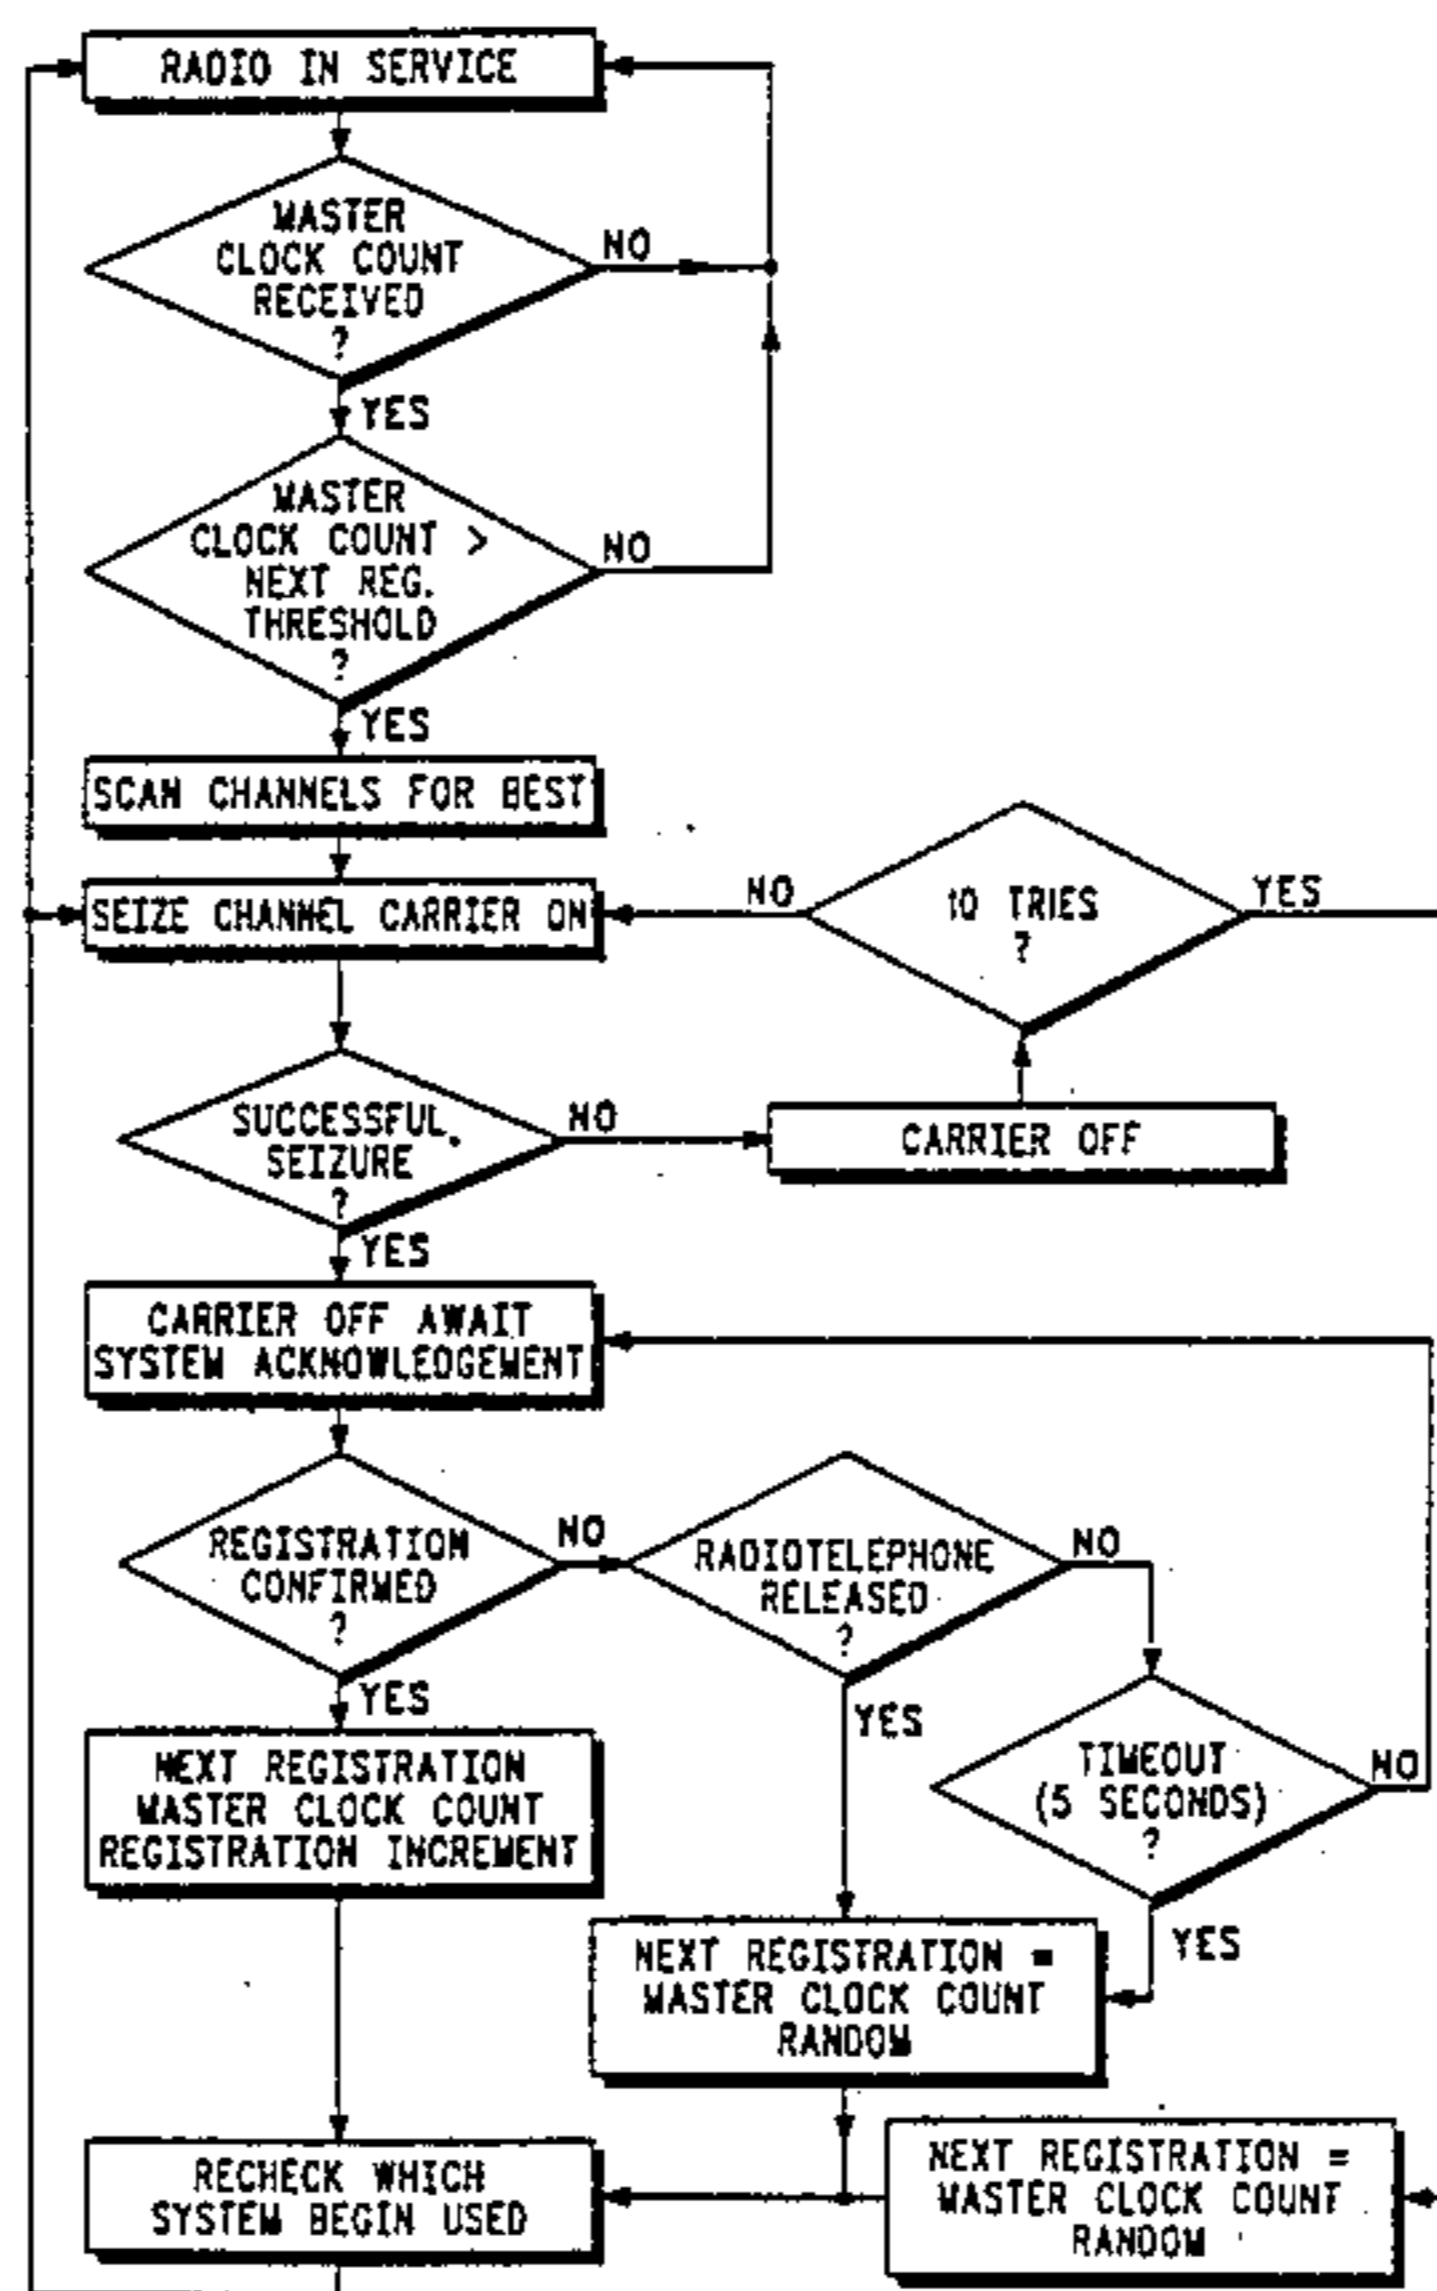 RADIO IN SERVICE
MASTER
CLOCK COUNT
RECEIVED
?
NO
YES
MASTER
CLOCK COUNT >
NEXT REG.
THRESHOLD
?
NO
YES
SCAN CHANNELS FOR BEST
SEIZE CHANNEL CARRIER ON
NO
10 TRIES
?
YES
SUCCESSFUL
SEIZURE
?
NO
CARRIER OFF
YES
CARRIER OFF AWAIT
SYSTEM ACKNOWLEDGEMENT
REGISTRATION
CONFIRMED
?
NO
RADIOTELEPHONE
RELEASED
?
NO
YES
YES
TIMEOUT
(5 SECONDS)
?
NO
YES
NEXT REGISTRATION
MASTER CLOCK COUNT
REGISTRATION INCREMENT
NEXT REGISTRATION =
MASTER CLOCK COUNT
RANDOM
RECHECK WHICH
SYSTEM BEGIN USED
NEXT REGISTRATION =
MASTER CLOCK COUNT
RANDOM